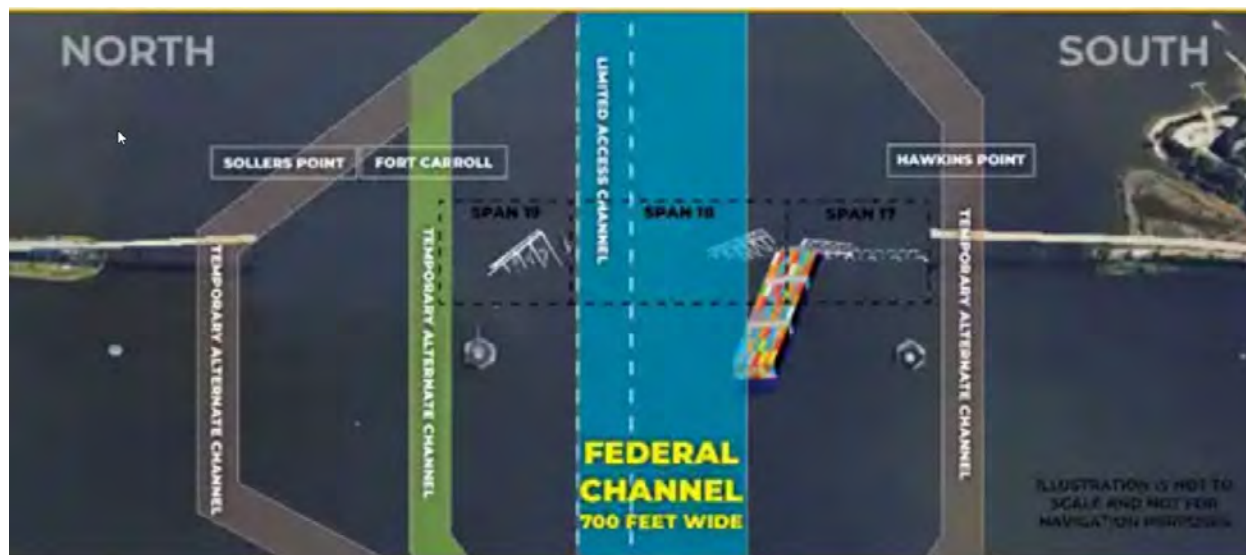 NORTH
SOUTH
LIMITED ACCESS CHANNEL
SOLLERS POINT
FORT CARROLL
HAWKINS POINT
SPAN 19
SPAN 18
SPAN 17
TEMPORARY ALTERNATE CHANNEL
TEMPORARY ALTERNATE CHANNEL
TEMPORARY ALTERNATE CHANNEL
FEDERAL
CHANNEL
700 FEET WIDE
ILLUSTRATION IS NOT TO
SCALE AND NOT FOR
NAVIGATION PURPOSES